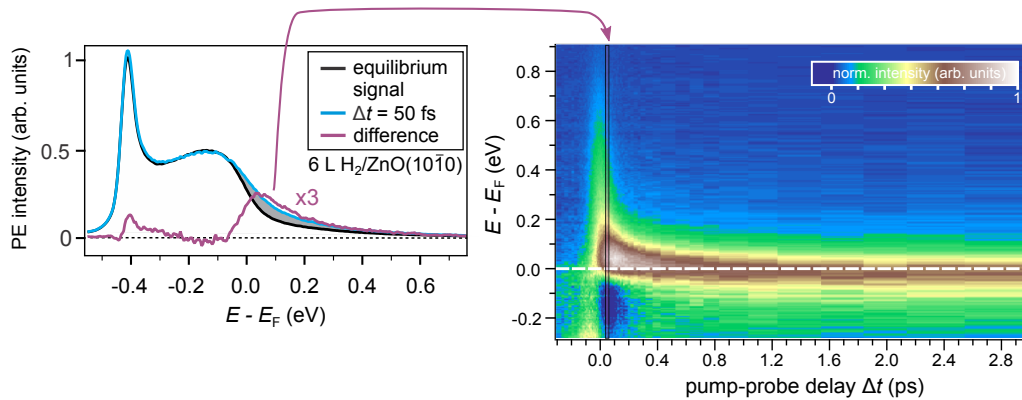 PE intensity (arb. units)
1
0.5
0
equilibrium
signal
Δt = 50 fs
difference
6 L H2/ZnO(101̄0)
x3
-0.4 -0.2 0.0 0.2 0.4 0.6
E - EF (eV)
E - EF (eV)
0.8
0.6
0.4
0.2
0.0
-0.2
norm. intensity (arb. units)
0 1
0.0 0.4 0.8 1.2 1.6 2.0 2.4 2.8
pump-probe delay Δt (ps)